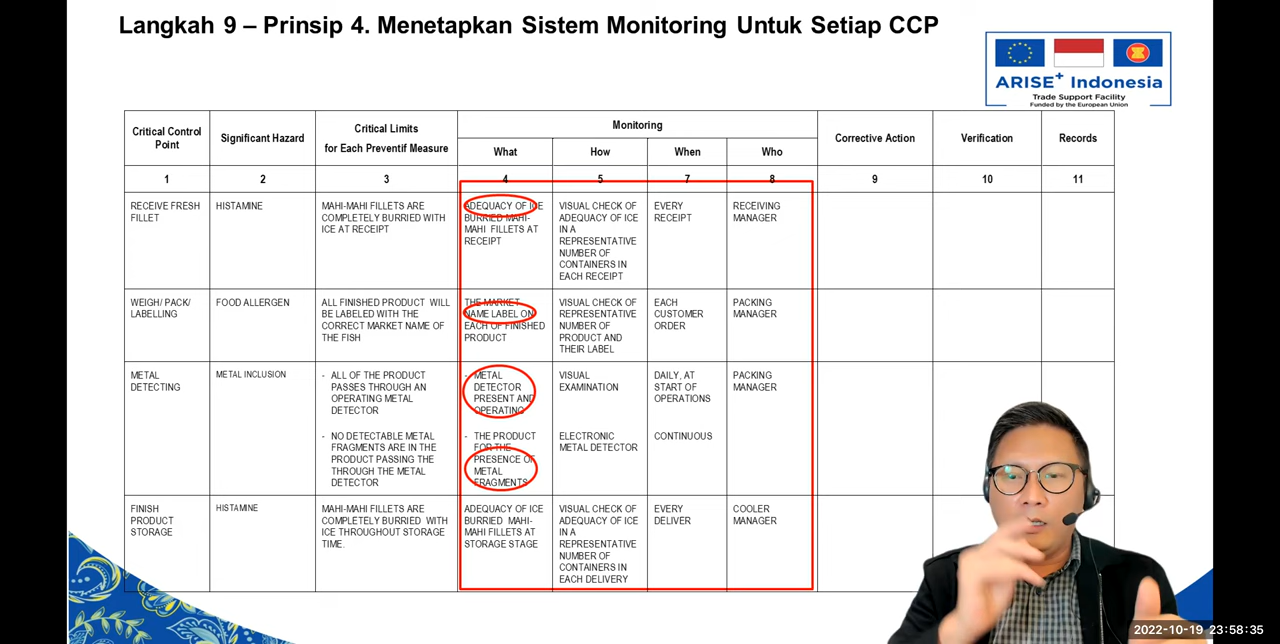 Langkah 9 – Prinsip 4. Menetapkan Sistem Monitoring Untuk Setiap CCP
ARISE+ Indonesia
Trade Support Facility
Funded by the European Union
Critical Control
Point
Significant Hazard
Critical Limits
for Each Preventif Measure
Monitoring
What
How
When
Who
Corrective Action
Verification
Records
1
2
3
4
5
7
8
9
10
11
RECEIVE FRESH
FILLET
HISTAMINE
MAHI-MAHI FILLETS ARE
COMPLETELY BURRIED WITH
ICE AT RECEIPT
ADEQUACY OF ICE
BURRIED MAHI-
MAHI FILLETS AT
RECEIPT
VISUAL CHECK OF
ADEQUACY OF ICE
IN A
REPRESENTATIVE
NUMBER OF
CONTAINERS IN
EACH RECEIPT
EVERY
RECEIPT
RECEIVING
MANAGER
WEIGH/ PACK/
LABELLING
FOOD ALLERGEN
ALL FINISHED PRODUCT WILL
BE LABELED WITH THE
CORRECT MARKET NAME OF
THE FISH
THE MARKET
NAME LABEL ON
EACH OF FINISHED
PRODUCT
VISUAL CHECK OF
REPRESENTATIVE
NUMBER OF
PRODUCT AND
THEIR LABEL
EACH
CUSTOMER
ORDER
PACKING
MANAGER
METAL
DETECTING
METAL INCLUSION
- ALL OF THE PRODUCT
PASSES THROUGH AN
OPERATING METAL
DETECTOR
- NO DETECTABLE METAL
FRAGMENTS ARE IN THE
PRODUCT PASSING THE
THROUGH THE METAL
DETECTOR
- METAL
DETECTOR
PRESENT AND
OPERATING
- THE PRODUCT
FOR THE
PRESENCE OF
METAL
FRAGMENTS
VISUAL
EXAMINATION
ELECTRONIC
METAL DETECTOR
DAILY, AT
START OF
OPERATIONS
CONTINUOUS
PACKING
MANAGER
FINISH
PRODUCT
STORAGE
HISTAMINE
MAHI-MAHI FILLETS ARE
COMPLETELY BURRIED WITH
ICE THROUGHOUT STORAGE
TIME.
ADEQUACY OF ICE
BURRIED MAHI-
MAHI FILLETS AT
STORAGE STAGE
VISUAL CHECK OF
ADEQUACY OF ICE
IN A
REPRESENTATIVE
NUMBER OF
CONTAINERS IN
EACH DELIVERY
EVERY
DELIVER
COOLER
MANAGER
2022-10-19 23:58:35